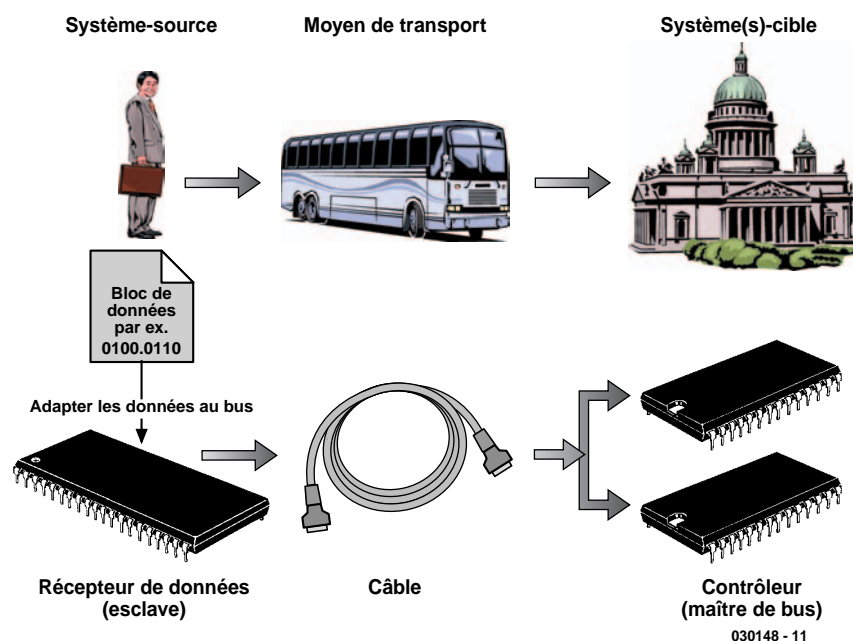 Système-source
Moyen de transport
Système(s)-cible
Bloc de
données
par ex.
0100.0110
Adapter les données au bus
Récepteur de données
(esclave)
Câble
Contrôleur
(maître de bus)
030148 - 11